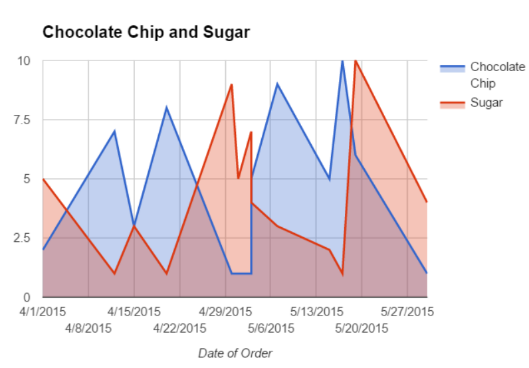 Chocolate Chip and Sugar
10
7.5
5
2.5
0
Chocolate
Chip
Sugar
4/1/2015 4/15/2015 4/29/2015 5/13/2015 5/27/2015
4/8/2015 4/22/2015 5/6/2015 5/20/2015
Date of Order